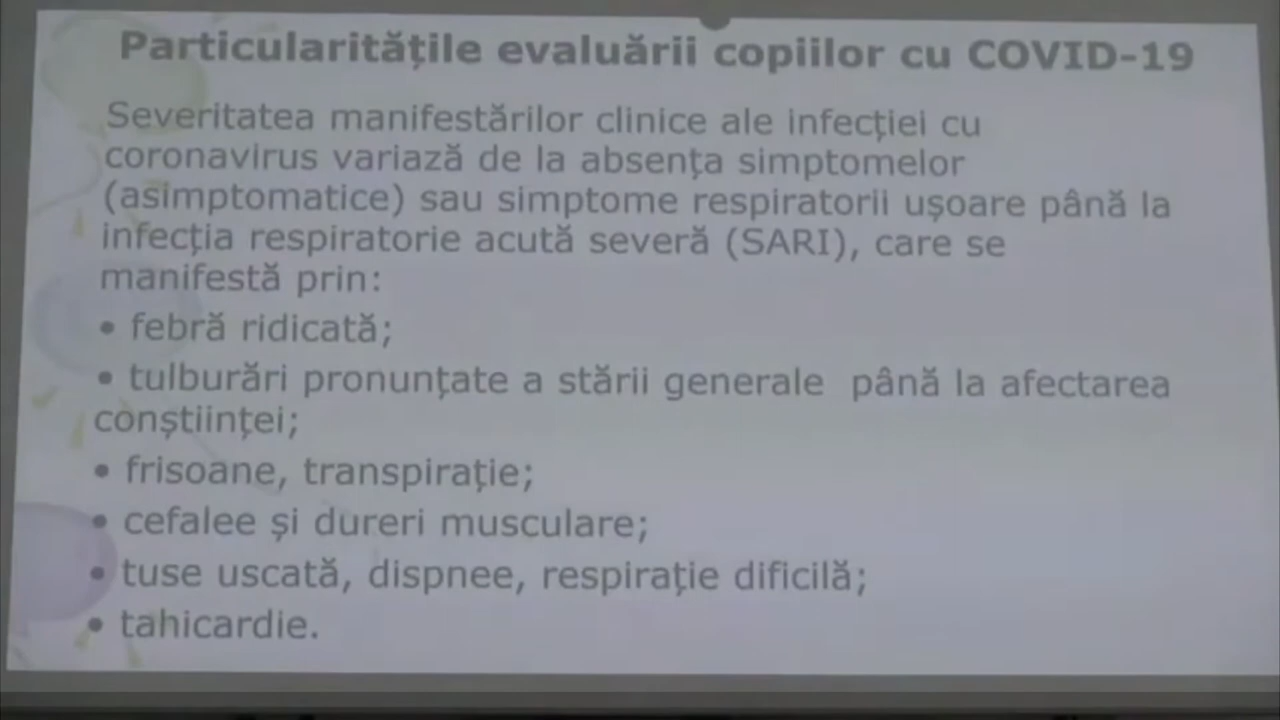 Particularitățile evaluării copiilor cu COVID-19
Severitatea manifestărilor clinice ale infecției cu
coronavirus variază de la absența simptomelor
(asimptomatice) sau simptome respiratorii ușoare până la
infecția respiratorie acută severă (SARI), care se
manifestă prin:
• febră ridicată;
• tulburări pronunțate a stării generale până la afectarea
conștiinței;
• frisoane, transpirație;
• cefalee și dureri musculare;
• tuse uscată, dispnee, respirație dificilă;
• tahicardie.